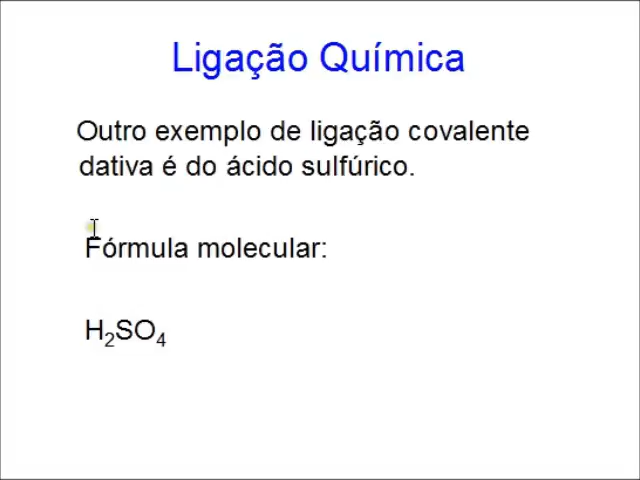 Ligação Química
Outro exemplo de ligação covalente
dativa é do ácido sulfúrico.
Fórmula molecular:
H₂SO₄